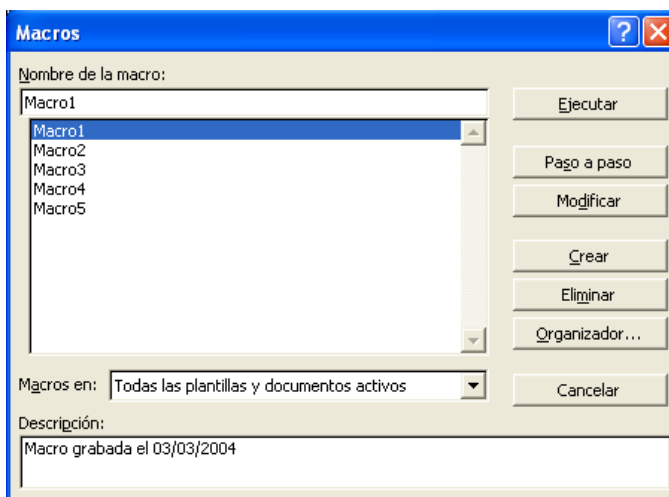 Macros
Nombre de la macro:
Macro1
Ejecutar
Macro1
Macro2
Macro3
Macro4
Macro5
Paso a paso
Modificar
Crear
Eliminar
Organizador...
Macros en: Todas las plantillas y documentos activos
Cancelar
Descripción:
Macro grabada el 03/03/2004